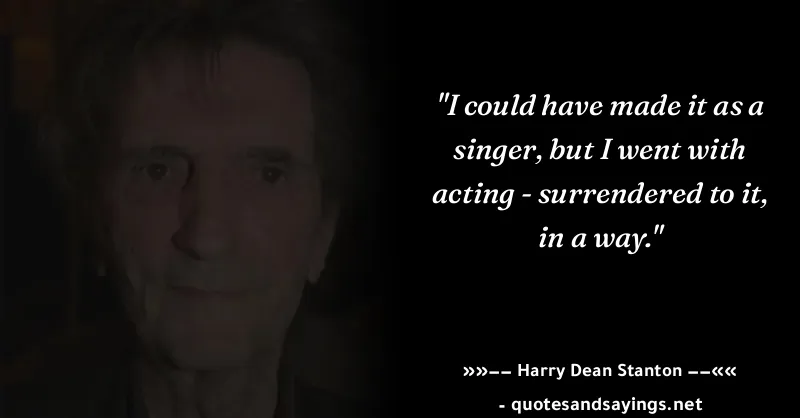 "I could have made it as a
singer, but I went with
acting - surrendered to it,
in a way."
»»−− Harry Dean Stanton −−««
- quotesandsayings.net